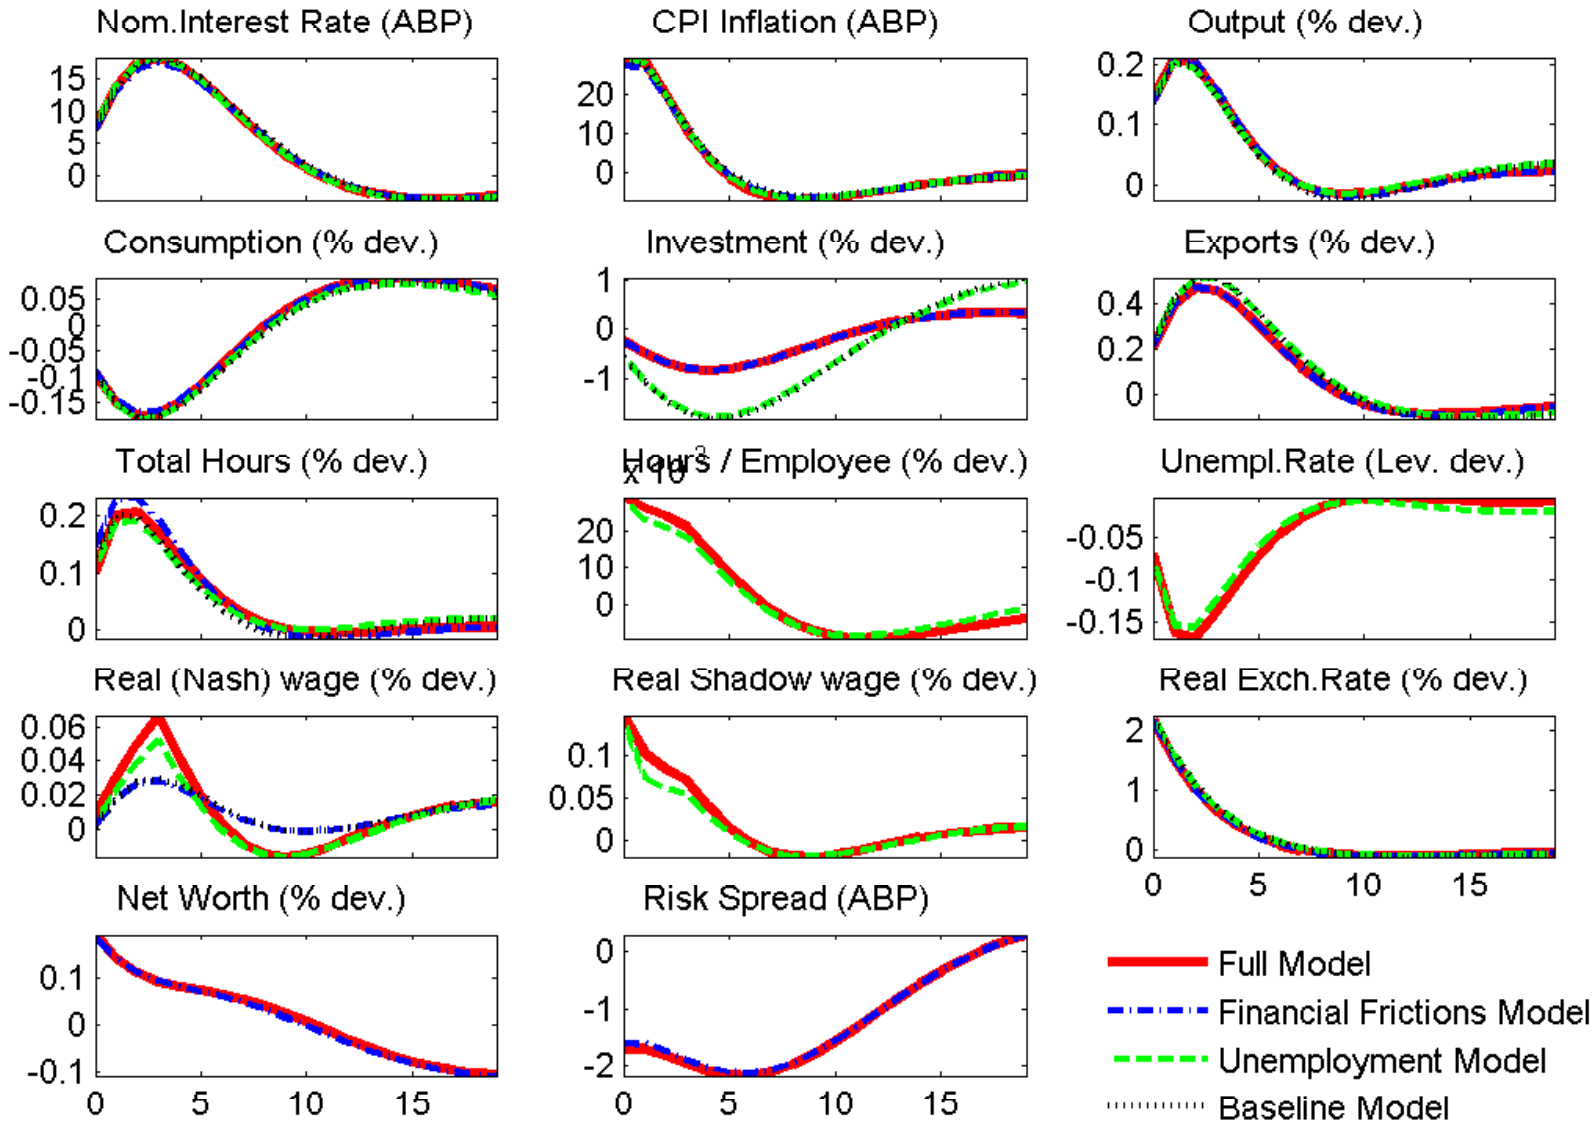 Nom.Interest Rate (ABP) CPI Inflation (ABP) Output (% dev.)
15 20 0.2
10 10 0.1
5 0 0
0
Consumption (% dev.) Investment (% dev.) Exports (% dev.)
0.05 1 0.4
0 0 0.2
-0.05 -1 0
-0.1
-0.15
Total Hours (% dev.) Hours / Employee (% dev.) Unempl.Rate (Lev. dev.)
x 10 -3
0.2 20 -0.05
0.1 10 -0.1
0 0 -0.15
Real (Nash) wage (% dev.) Real Shadow wage (% dev.) Real Exch.Rate (% dev.)
0.06 0.1 2
0.04 0.05 1
0.02 0 0
0
0 5 10 15
Net Worth (% dev.) Risk Spread (ABP)
0.1 0
0 -1
-0.1 -2
0 5 10 15 0 5 10 15
Full Model
Financial Frictions Model
Unemployment Model
Baseline Model